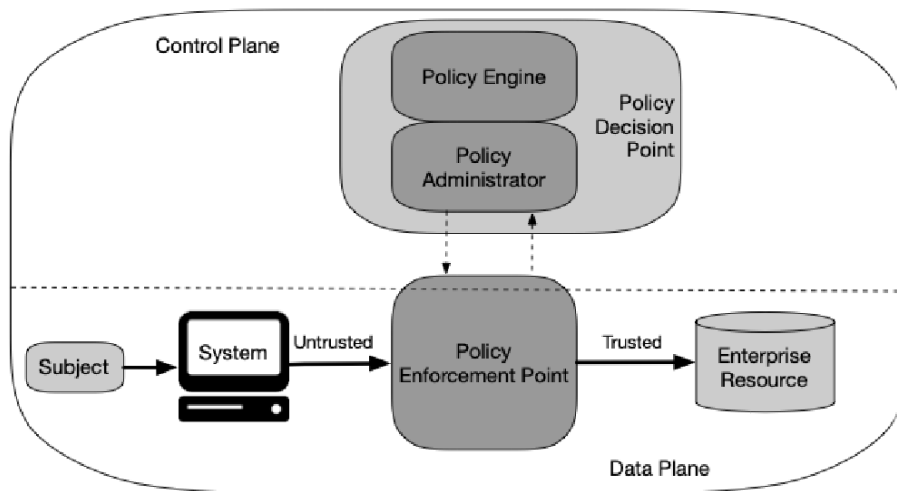 Control Plane
Policy Engine
Policy
Administrator
Policy
Decision
Point
Subject
System
Untrusted
Policy
Enforcement Point
Trusted
Enterprise
Resource
Data Plane